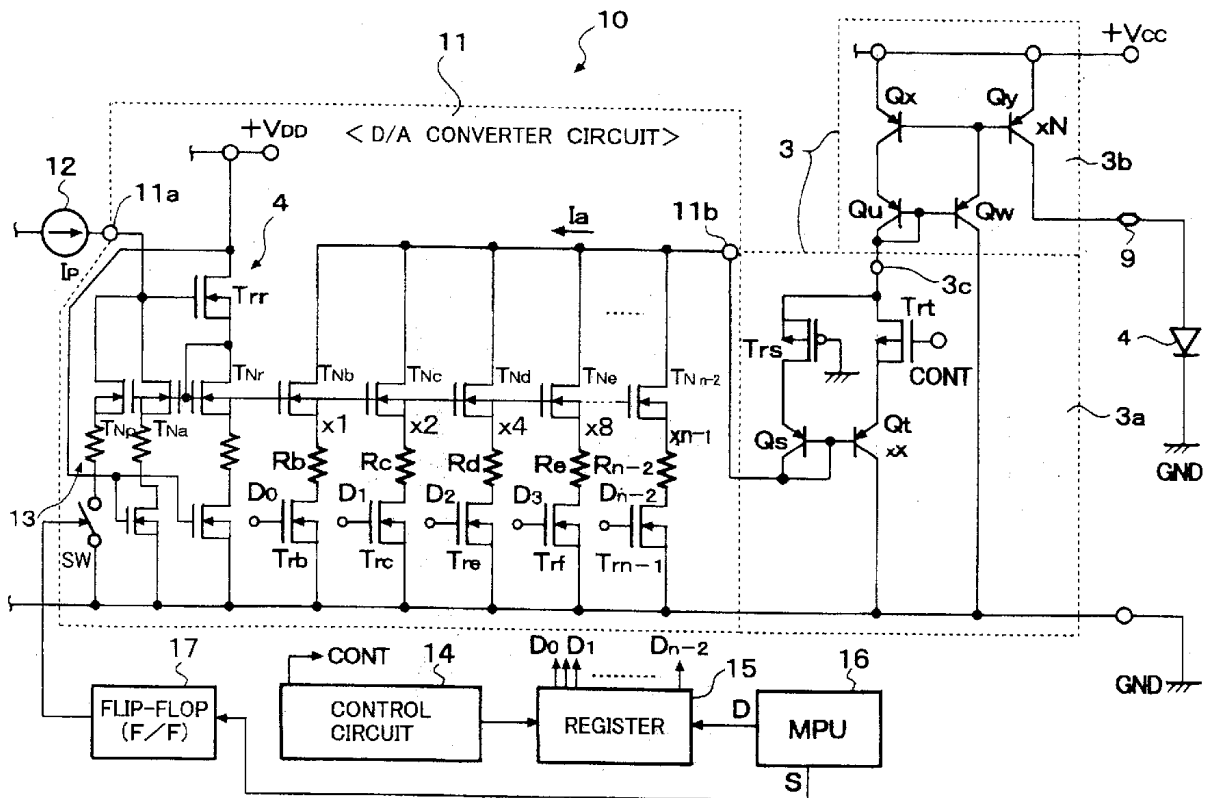 10
11
+VCC
+VDD
< D/A CONVERTER CIRCUIT >
Qx
Qy
xN
3
3b
12
11a
4
Ia
11b
Qu
Qw
9
IP
Trr
3c
Trt
Trs
CONT
4
TNr
TNb
TNc
TNd
TNe
TNn-2
TNp
TNa
x1
x2
x4
x8
xn-1
Qs
Qt
xX
3a
Rb
Rc
Rd
Re
Rn-2
GND
D0
D1
D2
D3
Dn-2
13
SW
Trb
Trc
Tre
Trf
Trn-1
D0
D1
Dn-2
17
CONT
14
15
16
GND
FLIP-FLOP
(F/F)
CONTROL
CIRCUIT
REGISTER
D
MPU
S